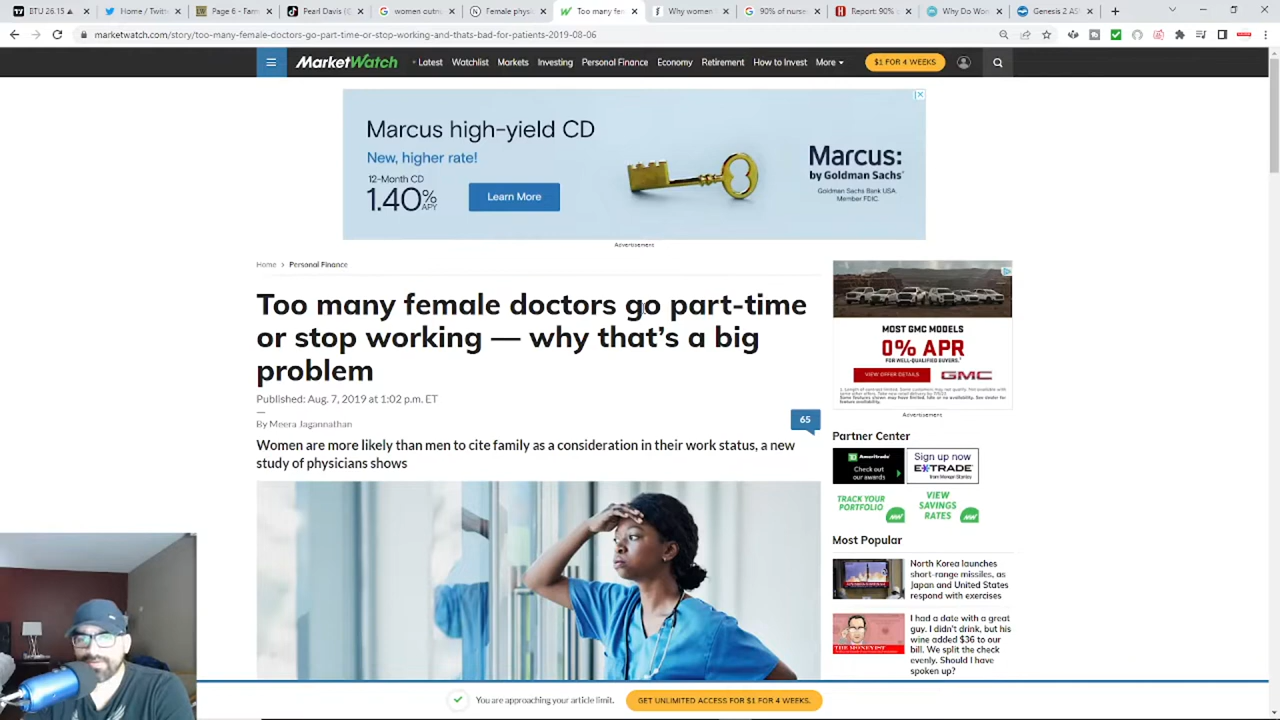 BTU 26.15 ▲
Home / Twitt
Page 6 - Fam
Pearl Davis (
women outnu
Female physi
Too many fe
Why women
90% of nurse
Report: 90%
Why Do Wo
Genesis 2 AS
marketwatch.com/story/too-many-female-doctors-go-part-time-or-stop-working-and-thats-bad-for-patients-2019-08-06
MarketWatch
Latest Watchlist Markets Investing Personal Finance Economy Retirement How to Invest More
$1 FOR 4 WEEKS
Marcus high-yield CD
New, higher rate!
12-Month CD
1.40% APY
Learn More
Marcus:
by Goldman Sachs®
Goldman Sachs Bank USA.
Member FDIC.
Advertisement
Home > Personal Finance
Too many female doctors go part-time
or stop working — why that's a big
problem
Published: Aug. 7, 2019 at 1:02 p.m. ET
By Meera Jagannathan
65
Women are more likely than men to cite family as a consideration in their work status, a new
study of physicians shows
MOST GMC MODELS
0% APR
FOR WELL-QUALIFIED BUYERS.*
VIEW OFFER DETAILS
GMC
Advertisement
Partner Center
Ameritrade
Check out
our awards
Sign up now
E*TRADE
from Morgan Stanley
TRACK YOUR
PORTFOLIO
VIEW
SAVINGS
RATES
Most Popular
North Korea launches
short-range missiles, as
Japan and United States
respond with exercises
THE MONEYIST
I had a date with a great
guy. I didn't drink, but his
wine added $36 to our
bill. We split the check
evenly. Should I have
spoken up?
You are approaching your article limit.
GET UNLIMITED ACCESS FOR $1 FOR 4 WEEKS.